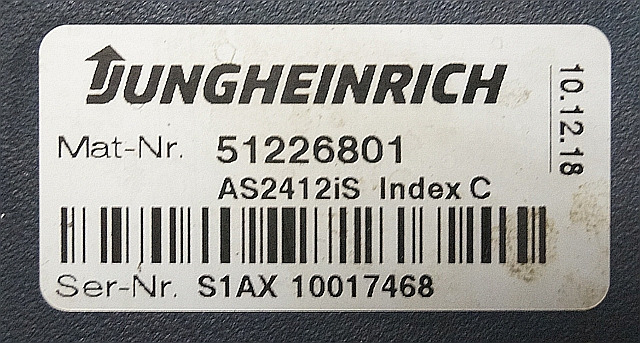 JUNGHEINRICH
10.12.18
Mat-Nr. 51226801
AS2412iS Index C
Ser-Nr. S1AX 10017468